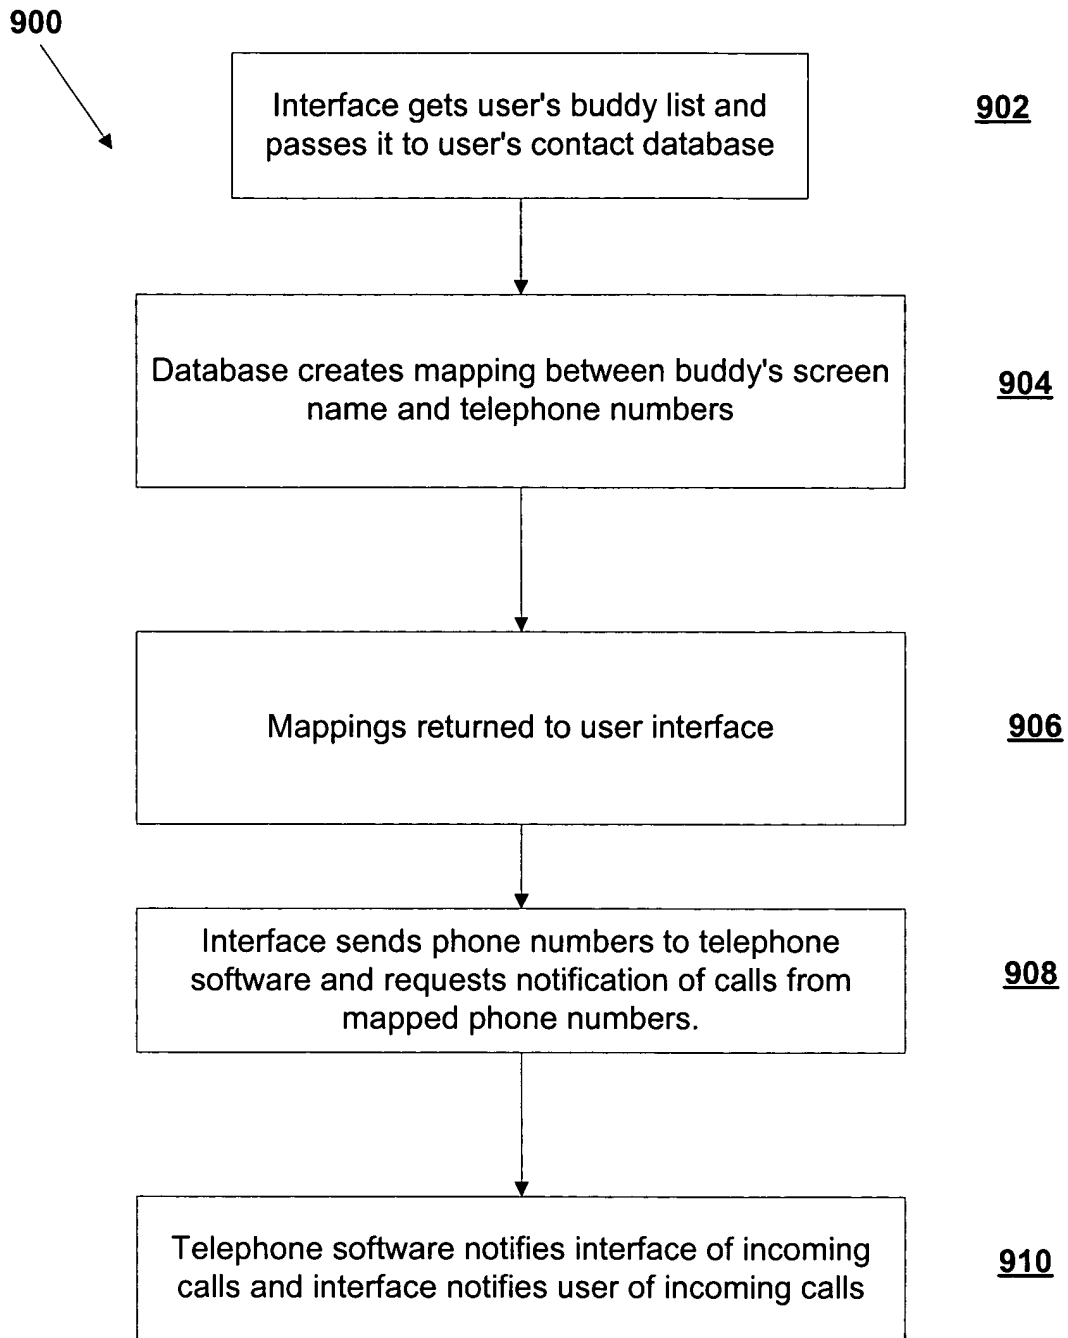 900
Interface gets user's buddy list and
passes it to user's contact database
902
Database creates mapping between buddy's screen
name and telephone numbers
904
Mappings returned to user interface
906
Interface sends phone numbers to telephone
software and requests notification of calls from
mapped phone numbers.
908
Telephone software notifies interface of incoming
calls and interface notifies user of incoming calls
910